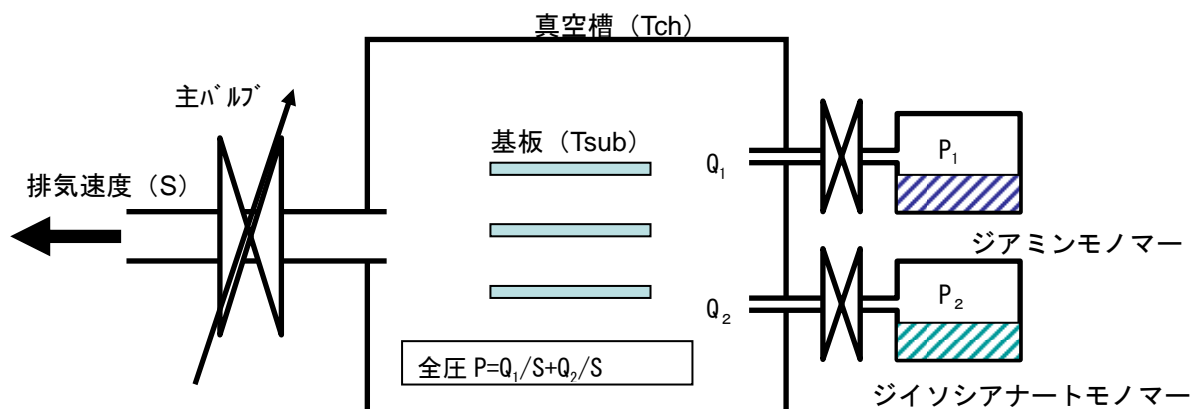 真空槽（Tch）
主ﾊﾞﾙﾌﾞ
基板（Tsub）
P₁
Q₁
排気速度（S）
ジアミンモノマー
P₂
Q₂
全圧 P=Q₁/S+Q₂/S
ジイソシアナートモノマー